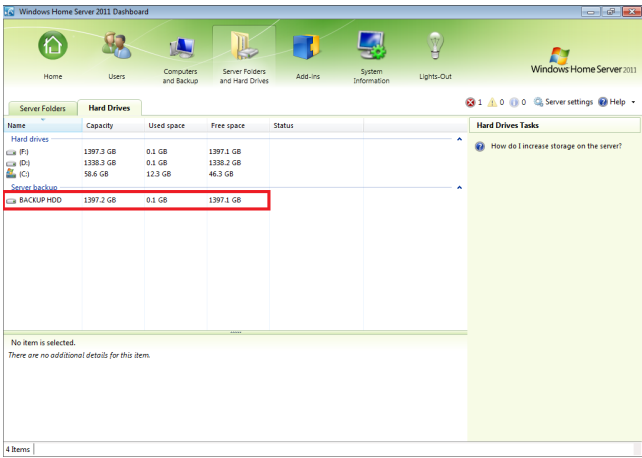 Windows Home Server 2011 Dashboard
Home
Users
Computers
and Backup
Server Folders
and Hard Drives
Add-ins
System
Information
Lights-Out
Windows Home Server 2011
Server Folders
Hard Drives
1 0 0 Server settings Help
Name Capacity Used space Free space Status
Hard drives
(F:) 1397.3 GB 0.1 GB 1397.1 GB
(D:) 1338.3 GB 0.1 GB 1338.2 GB
(C:) 58.6 GB 12.3 GB 46.3 GB
Server backup
BACKUP HDD 1397.2 GB 0.1 GB 1397.1 GB
Hard Drives Tasks
How do I increase storage on the server?
No item is selected.
There are no additional details for this item.
4 Items